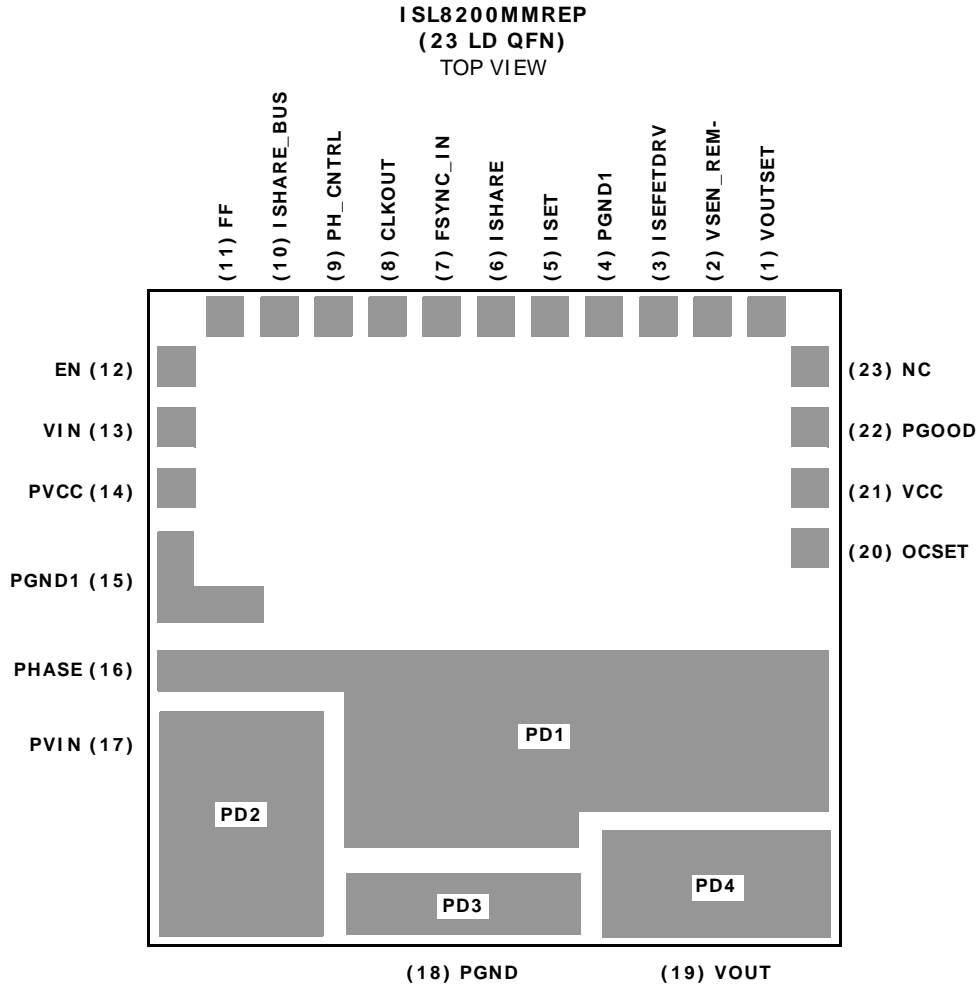 ISL8200MMREP
(23 LD QFN)
TOP VIEW
(11) FF
(10) ISHARE_BUS
(9) PH_CNTRL
(8) CLKOUT
(7) FSYNC_IN
(6) ISHARE
(5) ISET
(4) PGND1
(3) ISEFETDRV
(2) VSEN_REM-
(1) VOUTSET
EN (12)
VIN (13)
PVCC (14)
PGND1 (15)
PHASE (16)
PVIN (17)
(23) NC
(22) PGOOD
(21) VCC
(20) OCSET
PD1
PD2
PD3
PD4
(18) PGND
(19) VOUT